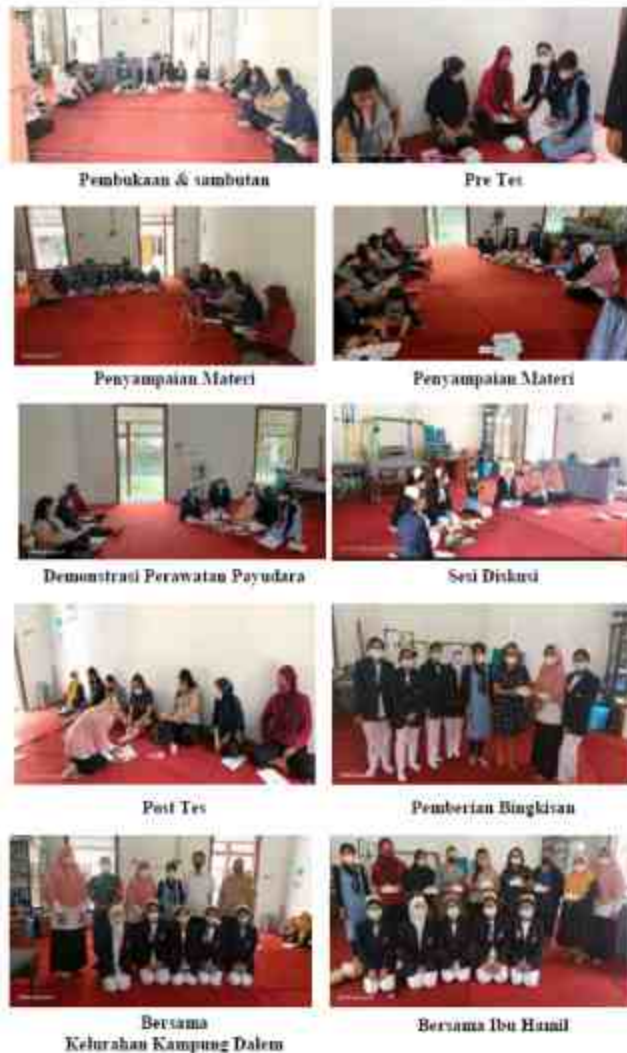 Pembukaan & sambutan
Pre Tes
Penyampaian Materi
Penyampaian Materi
Demonstrasi Perawatan Payudara
Sesi Diskusi
Post Tes
Pemberian Bingkisan
Bersama
Kelurahan Kampung Dalem
Bersama Ibu Hamil